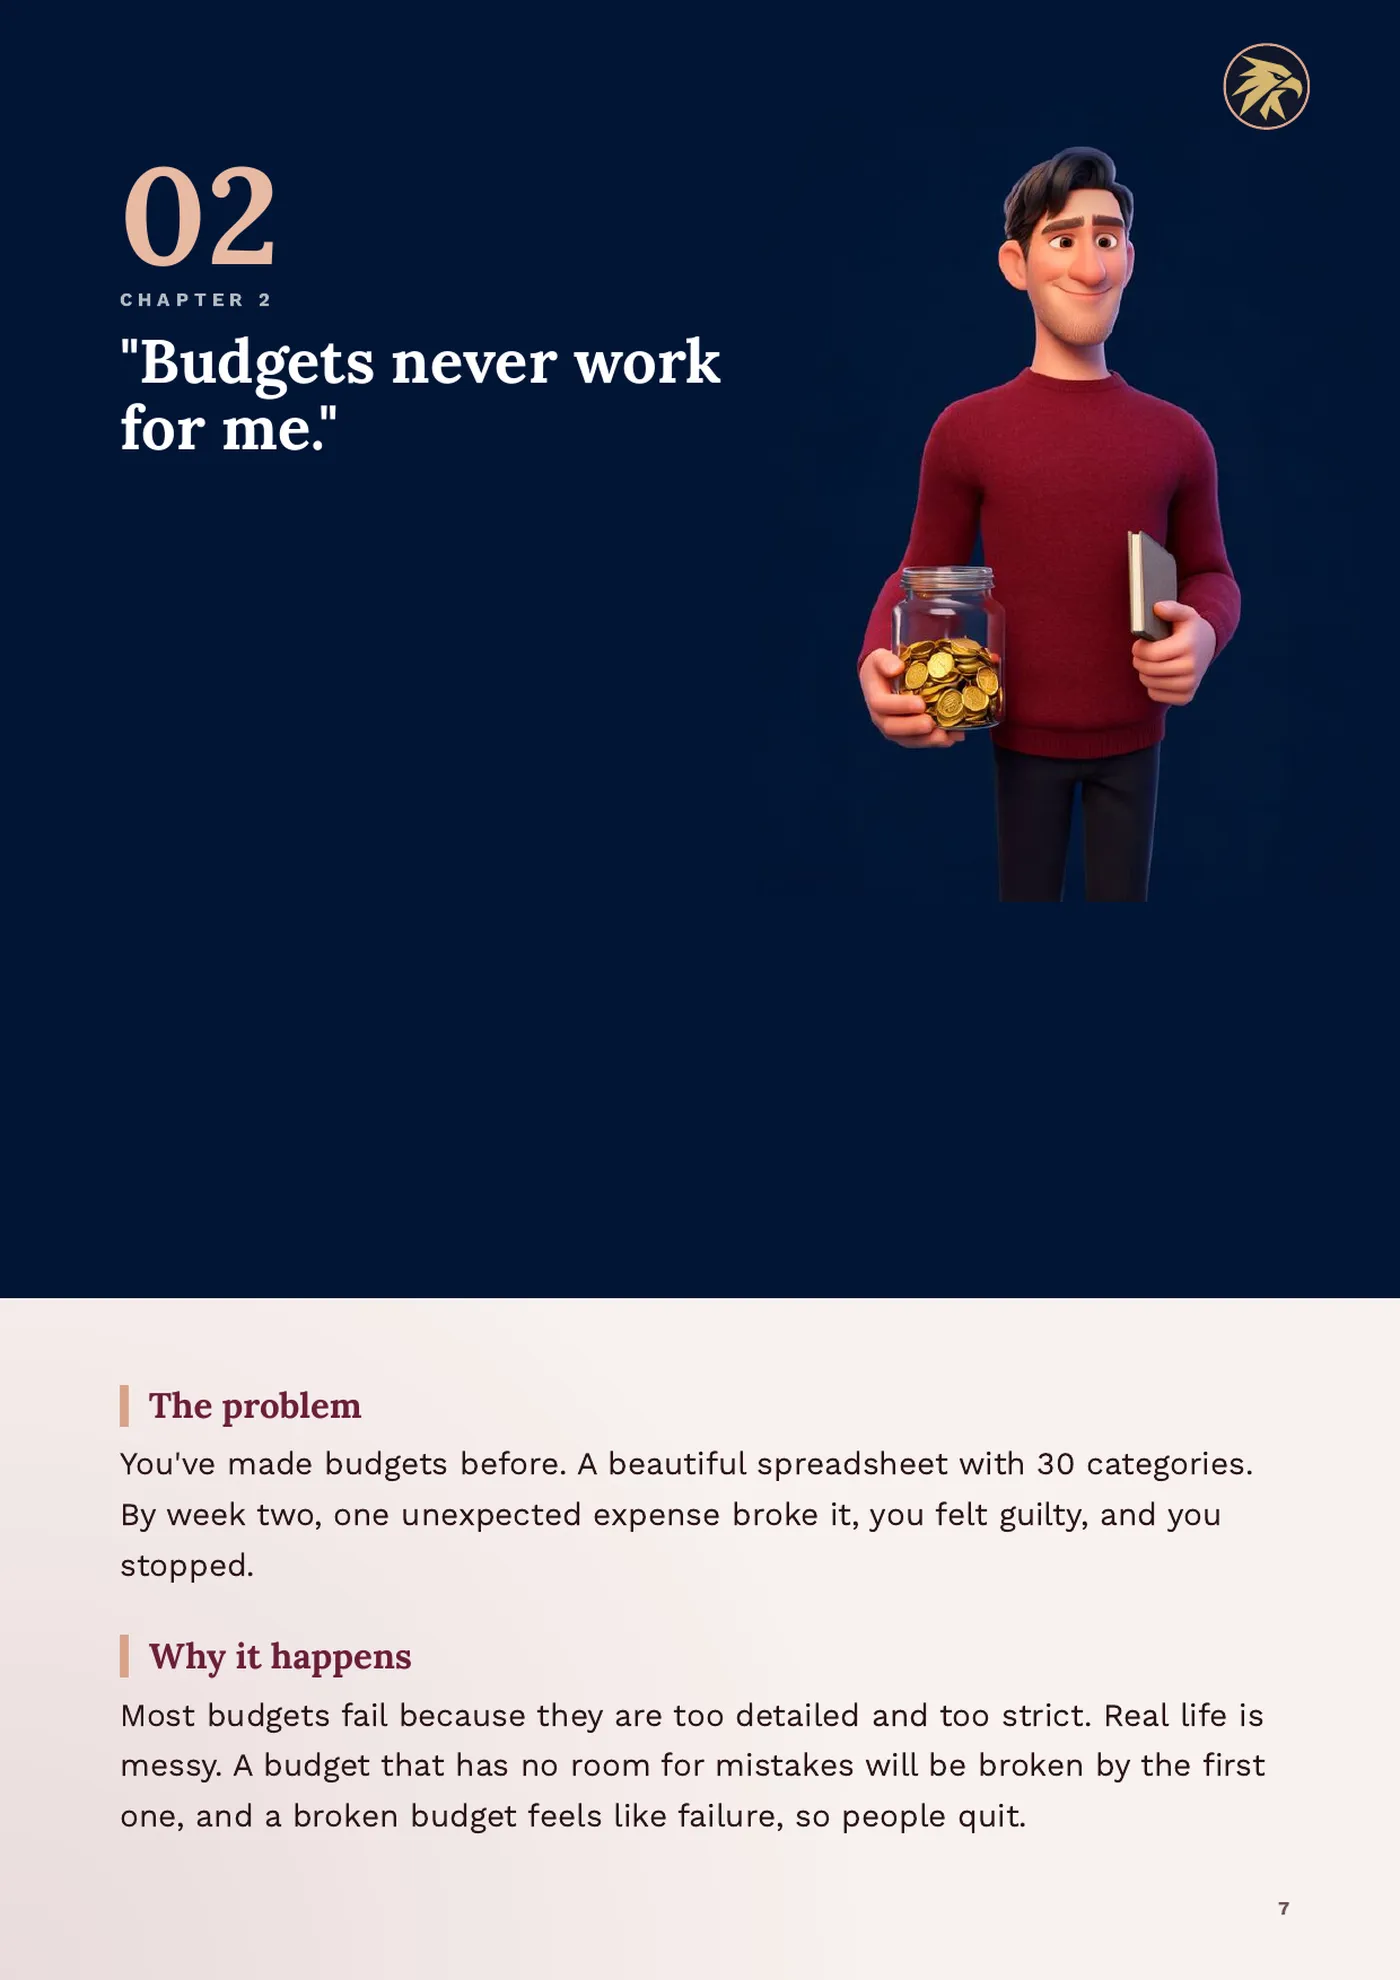 02
CHAPTER 2
"Budgets never work
for me."
The problem
You've made budgets before. A beautiful spreadsheet with 30 categories.
By week two, one unexpected expense broke it, you felt guilty, and you
stopped.
Why it happens
Most budgets fail because they are too detailed and too strict. Real life is
messy. A budget that has no room for mistakes will be broken by the first
one, and a broken budget feels like failure, so people quit.
7